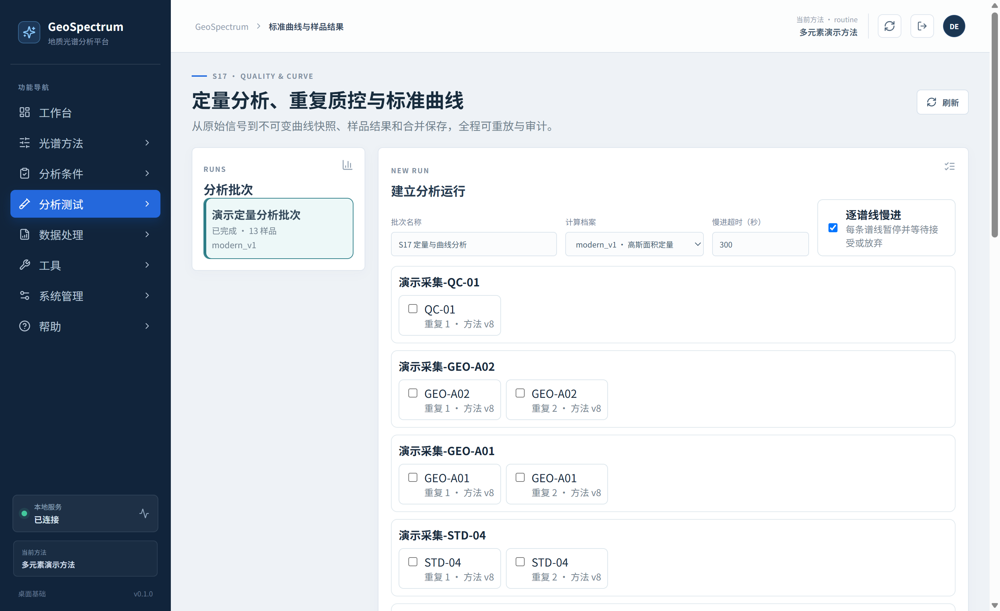 GeoSpectrum
地质光谱分析平台
功能导航
工作台
光谱方法
分析条件
分析测试
数据处理
工具
系统管理
帮助
本地服务
已连接
当前方法
多元素演示方法
桌面基础
v0.1.0
GeoSpectrum
标准曲线与样品结果
当前方法 • routine
多元素演示方法
DE
S17 • QUALITY & CURVE
定量分析、重复质控与标准曲线
从原始信号到不可变曲线快照、样品结果和合并保存，全程可重放与审计。
刷新
RUNS
分析批次
演示定量分析批次
已完成 • 13 样品
modern_v1
NEW RUN
建立分析运行
批次名称
S17 定量与曲线分析
计算档案
modern_v1 • 高斯面积定量
慢进超时（秒）
300
逐谱线慢进
每条谱线暂停并等待接
受或放弃
演示采集-QC-01
QC-01
重复 1 • 方法 v8
演示采集-GEO-A02
GEO-A02
重复 1 • 方法 v8
GEO-A02
重复 2 • 方法 v8
演示采集-GEO-A01
GEO-A01
重复 1 • 方法 v8
GEO-A01
重复 2 • 方法 v8
演示采集-STD-04
STD-04
重复 1 • 方法 v8
STD-04
重复 2 • 方法 v8